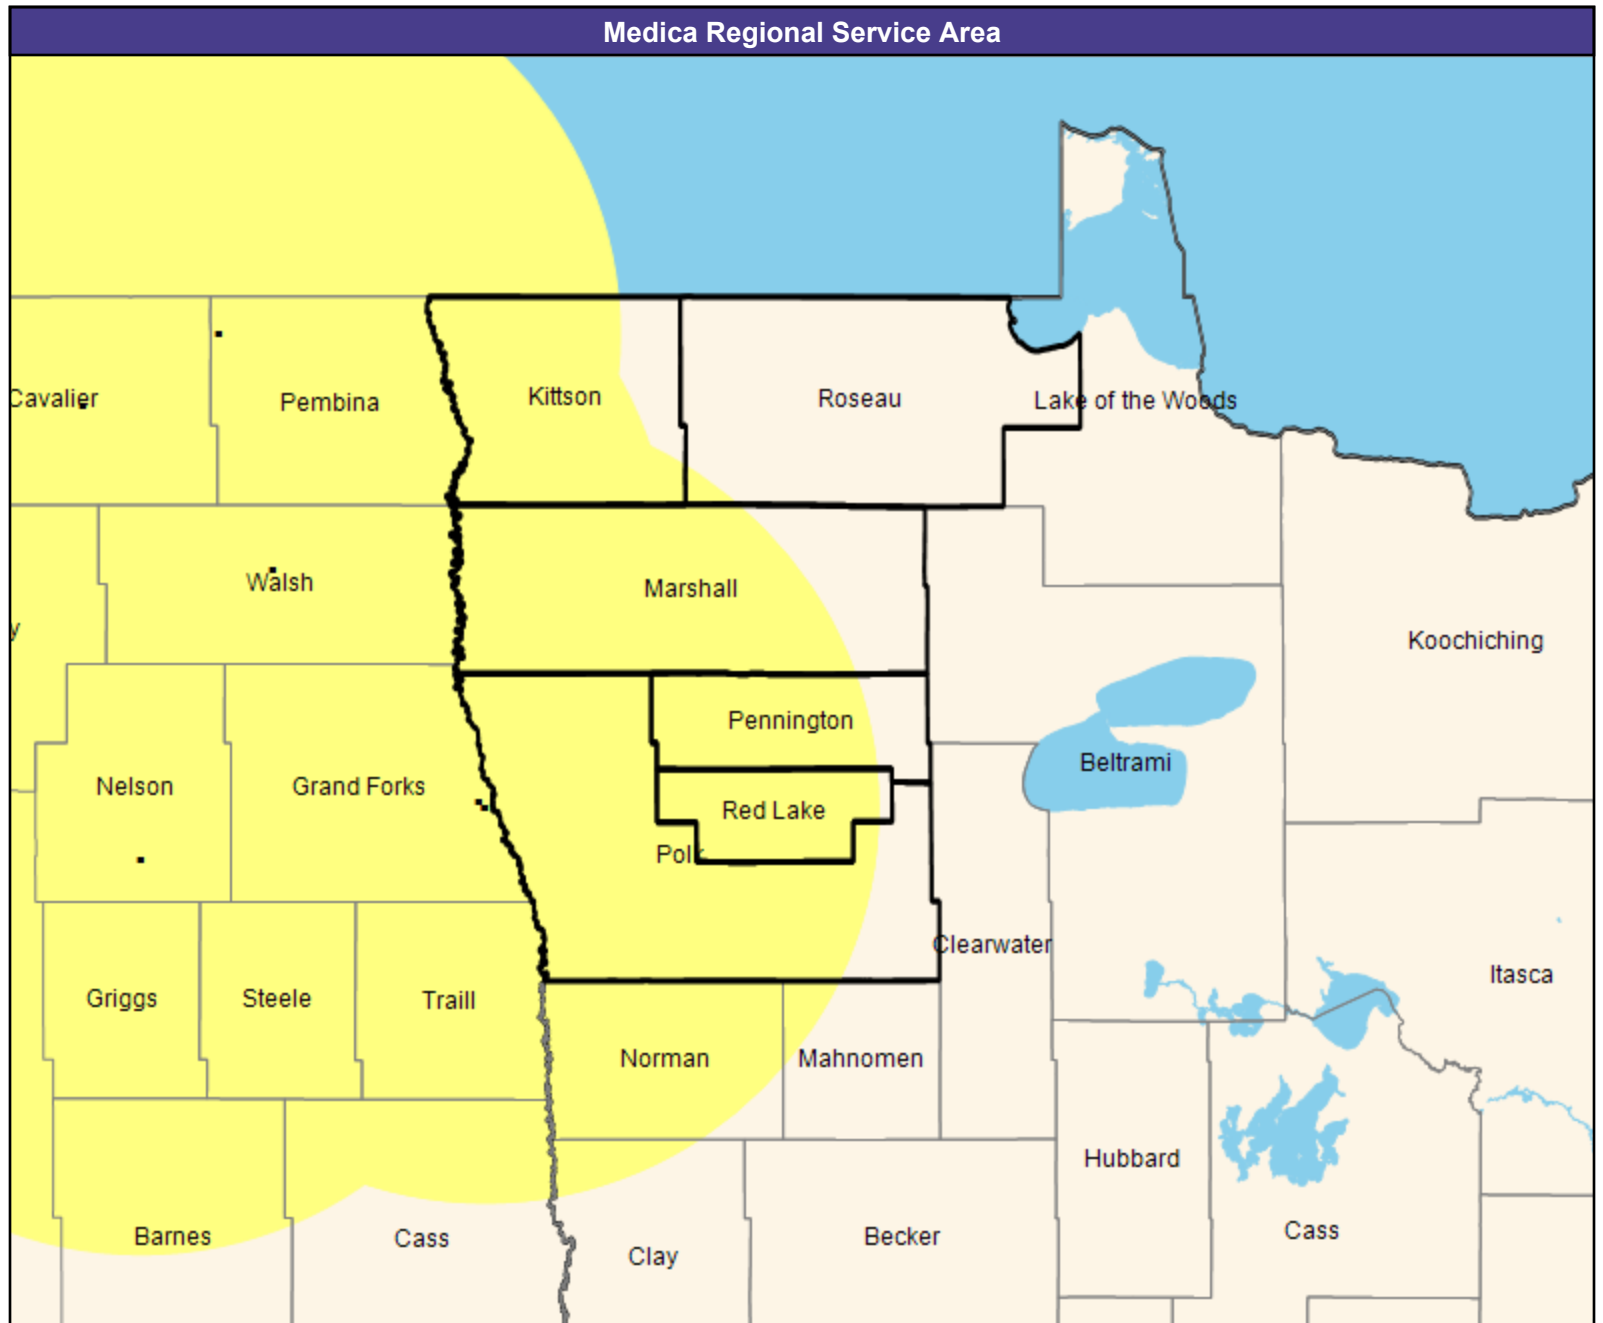 Medica Regional Service Area
Cavalier
Pembina
Kittson
Roseau
Lake of the Woods
Walsh
Marshall
y
Koochiching
Pennington
Beltrami
Nelson
Grand Forks
Red Lake
Polk
Clearwater
Griggs
Steele
Traill
Itasca
Norman
Mahnomen
Hubbard
Barnes
Cass
Clay
Becker
Cass